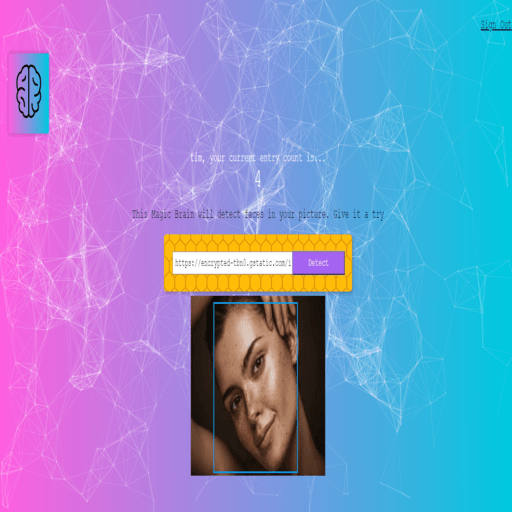 Sign Out
tim, your current entry count is...
4
This Magic Brain will detect faces in your picture. Give it a try
https://encrypted-tbn0.gstatic.com/i
Detect